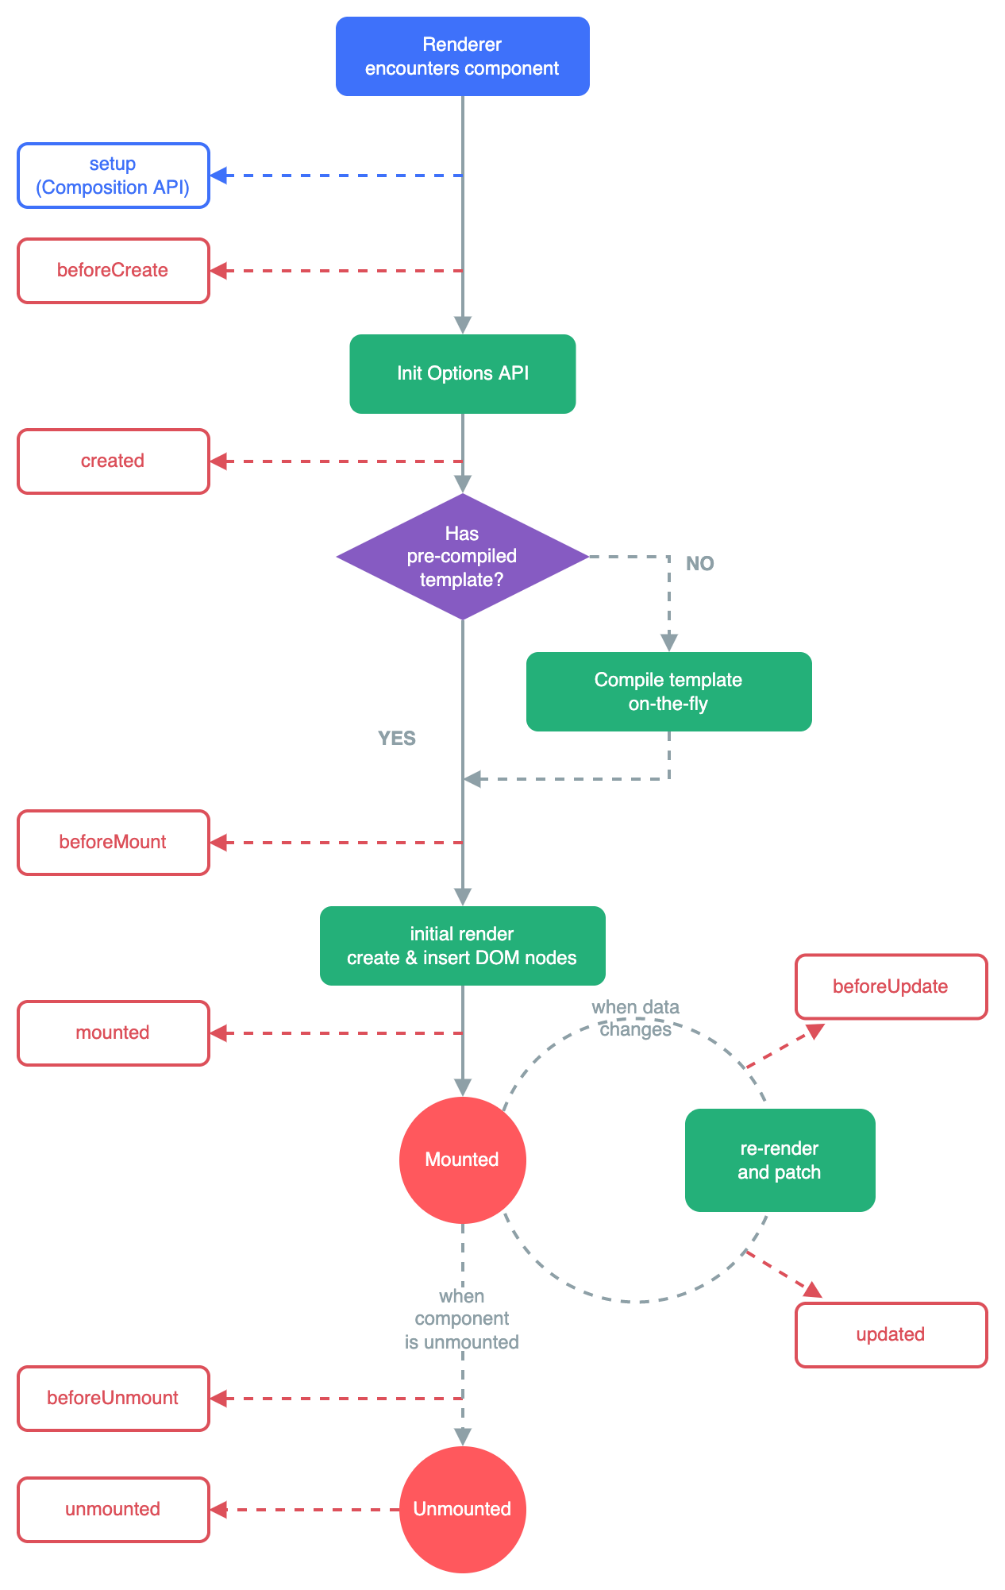 Renderer
encounters component
setup
(Composition API)
beforeCreate
Init Options API
created
Has
pre-compiled
template?
NO
Compile template
on-the-fly
YES
beforeMount
initial render
create & insert DOM nodes
beforeUpdate
when data
changes
mounted
re-render
and patch
Mounted
when
component
is unmounted
updated
beforeUnmount
unmounted
Unmounted